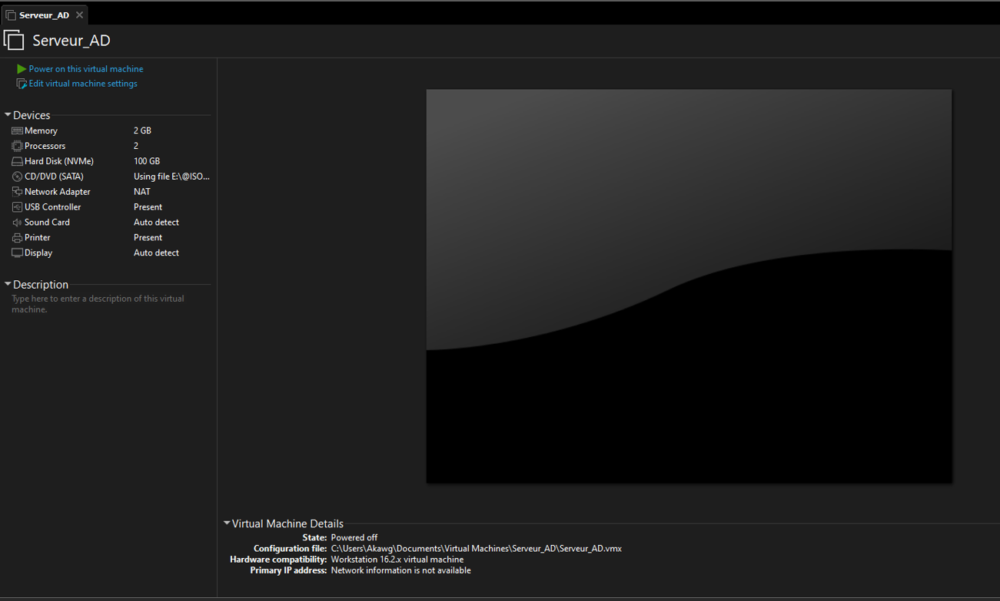 Serveur_AD
Serveur_AD
Power on this virtual machine
Edit virtual machine settings
Devices
Memory 2 GB
Processors 2
Hard Disk (NVMe) 100 GB
CD/DVD (SATA) Using file E:\@ISO...
Network Adapter NAT
USB Controller Present
Sound Card Auto detect
Printer Present
Display Auto detect
Description
Type here to enter a description of this virtual
machine.
Virtual Machine Details
State: Powered off
Configuration file: C:\Users\Akawg\Documents\Virtual Machines\Serveur_AD\Serveur_AD.vmx
Hardware compatibility: Workstation 16.2.x virtual machine
Primary IP address: Network information is not available